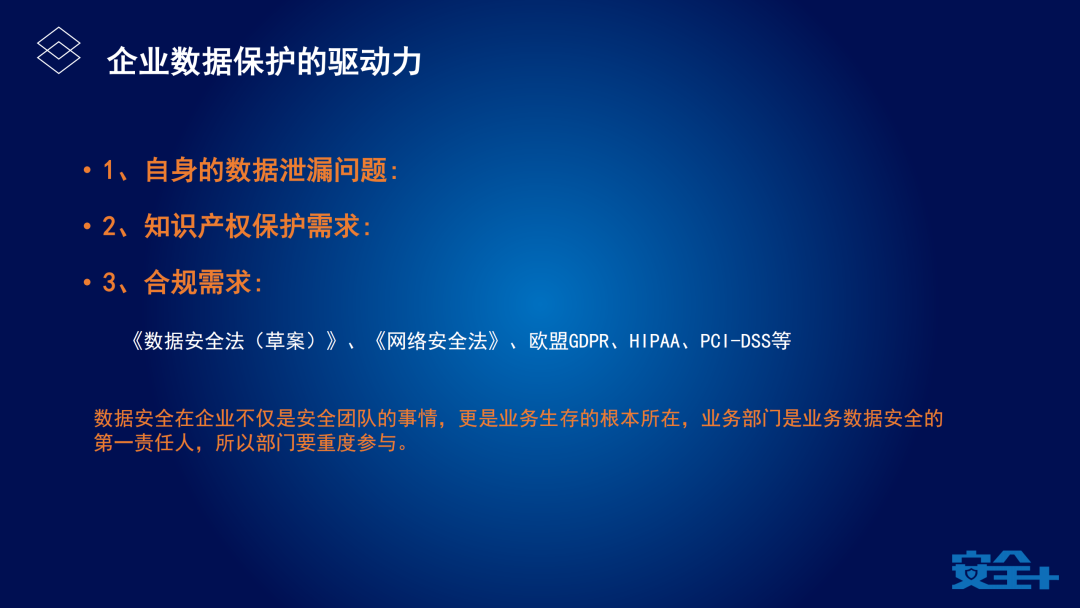 企业数据保护的驱动力
• 1、自身的数据泄漏问题:
• 2、知识产权保护需求:
• 3、合规需求:
《数据安全法（草案）》、《网络安全法》、欧盟GDPR、HIPAA、PCI-DSS等
数据安全在企业不仅是安全团队的事情，更是业务生存的根本所在，业务部门是业务数据安全的
第一责任人，所以部门要重度参与。
安全+